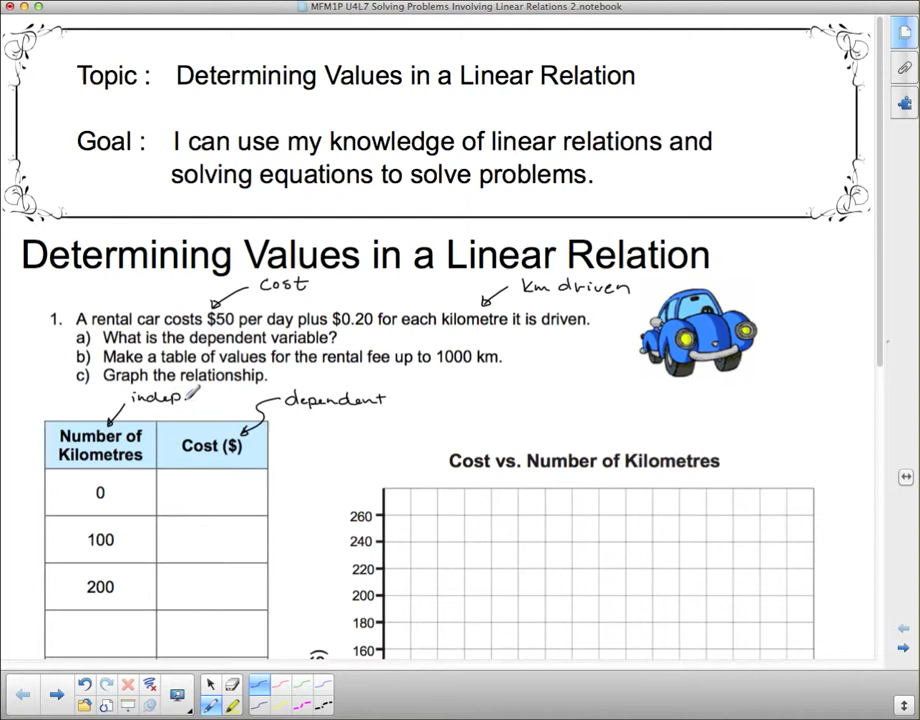 MFM1P U4L7 Solving Problems Involving Linear Relations 2.notebook
Topic : Determining Values in a Linear Relation
Goal : I can use my knowledge of linear relations and
solving equations to solve problems.
Determining Values in a Linear Relation
cost
km driven
1. A rental car costs $50 per day plus $0.20 for each kilometre it is driven.
a) What is the dependent variable?
b) Make a table of values for the rental fee up to 1000 km.
c) Graph the relationship.
indep.
dependent
Number of
Kilometres
Cost ($)
0
100
200
Cost vs. Number of Kilometres
260
240
220
200
180
160